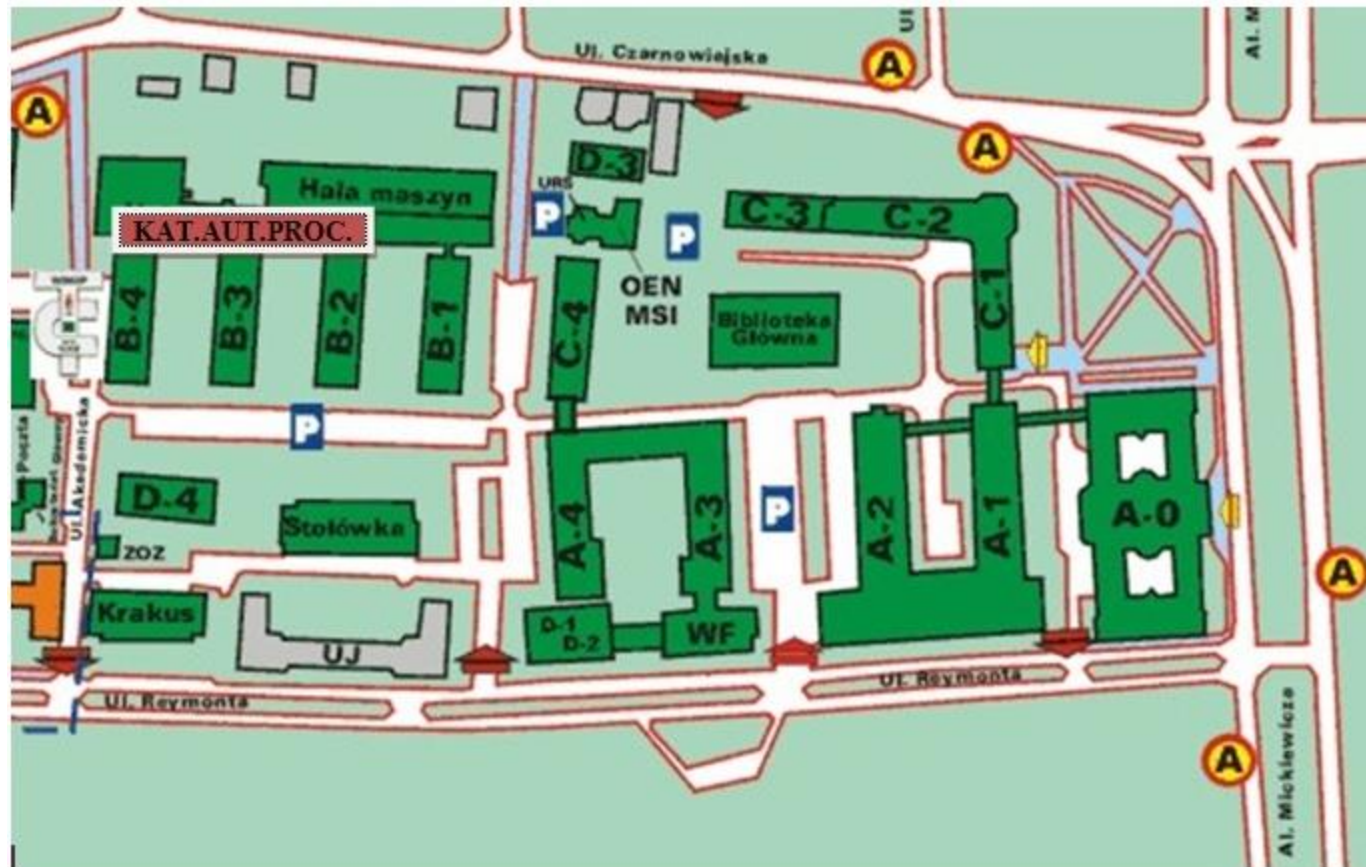 Ul. Czarnowiejska
Ul
Al. M
A
A
A
D-3
Hala maszyn
URS
P
P
C-3
C-2
KAT.AUT.PROC.
OEN
MSI
B-4
B-3
B-2
B-1
C-4
Biblioteka
Główna
C-1
P
Poczta
Ul. Akademicka
D-4
Stołówka
ZOZ
A-4
A-3
P
A-2
A-1
A-0
A
Krakus
UJ
D-1
D-2
WF
Ul. Reymonta
Ul. Reymonta
A
Al. Mickiewicza